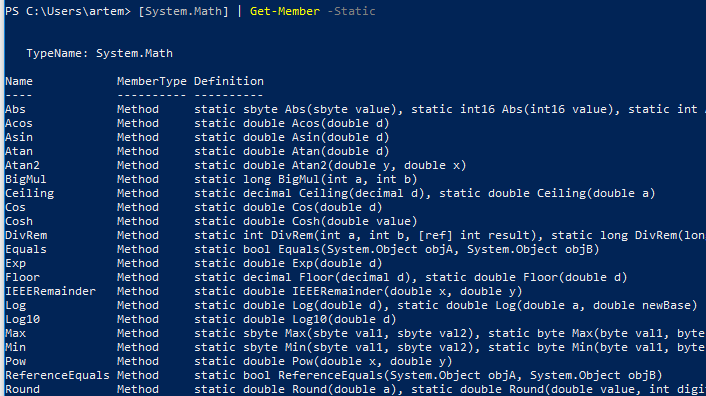 PS C:\Users\artem> [System.Math] | Get-Member -Static
TypeName: System.Math
Name MemberType Definition
---- ---------- ----------
Abs Method static sbyte Abs(sbyte value), static int16 Abs(int16 value), static int
Acos Method static double Acos(double d)
Asin Method static double Asin(double d)
Atan Method static double Atan(double d)
Atan2 Method static double Atan2(double y, double x)
BigMul Method static long BigMul(int a, int b)
Ceiling Method static decimal Ceiling(decimal d), static double Ceiling(double a)
Cos Method static double Cos(double d)
Cosh Method static double Cosh(double value)
DivRem Method static int DivRem(int a, int b, [ref] int result), static long DivRem(lon
Equals Method static bool Equals(System.Object objA, System.Object objB)
Exp Method static double Exp(double d)
Floor Method static decimal Floor(decimal d), static double Floor(double d)
IEEERemainder Method static double IEEERemainder(double x, double y)
Log Method static double Log(double d), static double Log(double a, double newBase)
Log10 Method static double Log10(double d)
Max Method static sbyte Max(sbyte val1, sbyte val2), static byte Max(byte val1, byte
Min Method static sbyte Min(sbyte val1, sbyte val2), static byte Min(byte val1, byte
Pow Method static double Pow(double x, double y)
ReferenceEquals Method static bool ReferenceEquals(System.Object objA, System.Object objB)
Round Method static double Round(double a), static double Round(double value, int digi